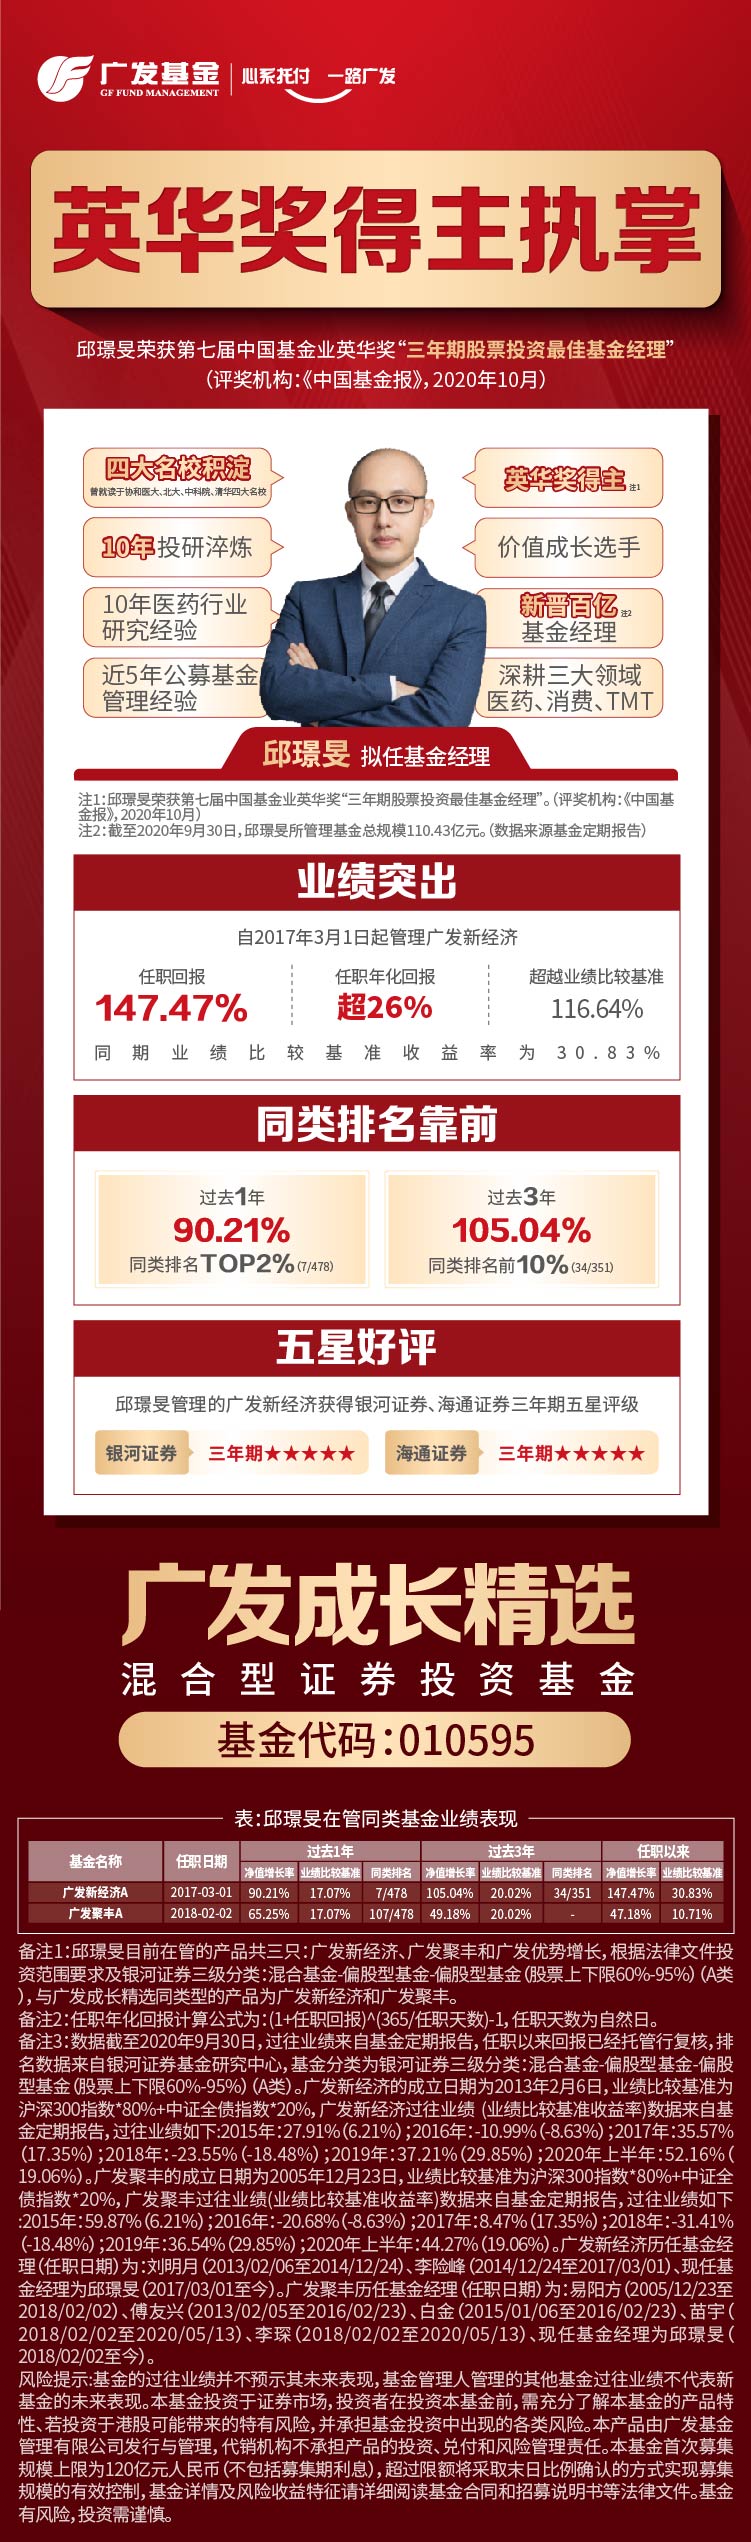 广发基金
GF FUND MANAGEMENT
心系托付 一路广发
英华奖得主执掌
邱璟旻荣获第七届中国基金业英华奖“三年期股票投资最佳基金经理”
（评奖机构：《中国基金报》，2020年10月）
四大名校积淀
曾就读于协和医大、北大、中科院、清华四大名校
10年投研淬炼
10年医药行业
研究经验
近5年公募基金
管理经验
英华奖得主 注1
价值成长选手
新晋百亿 注2
基金经理
深耕三大领域
医药、消费、TMT
邱璟旻 拟任基金经理
注1：邱璟旻荣获第七届中国基金业英华奖“三年期股票投资最佳基金经理”。（评奖机构：《中国基
金报》，2020年10月）
注2：截至2020年9月30日，邱璟旻所管理基金总规模110.43亿元。（数据来源基金定期报告）
业绩突出
自2017年3月1日起管理广发新经济
任职回报 任职年化回报 超越业绩比较基准
147.47% 超26% 116.64%
同期业绩比较基准收益率为30.83%
同类排名靠前
过去1年 过去3年
90.21% 105.04%
同类排名TOP2%（7/478） 同类排名前10%（34/351）
五星好评
邱璟旻管理的广发新经济获得银河证券、海通证券三年期五星评级
银河证券 三年期★★★★★ 海通证券 三年期★★★★★
广发成长精选
混合型证券投资基金
基金代码：010595
表：邱璟旻在管同类基金业绩表现
基金名称 任职日期 过去1年 过去3年 任职以来
净值增长率 业绩比较基准 同类排名 净值增长率 业绩比较基准 同类排名 净值增长率 业绩比较基准
广发新经济A 2017-03-01 90.21% 17.07% 7/478 105.04% 20.02% 34/351 147.47% 30.83%
广发聚丰A 2018-02-02 65.25% 17.07% 107/478 49.18% 20.02% - 47.18% 10.71%
备注1：邱璟旻目前在管的产品共三只：广发新经济、广发聚丰和广发优势增长，根据法律文件投
资范围要求及银河证券三级分类：混合基金-偏股型基金-偏股型基金（股票上下限60%-95%）（A类
），与广发成长精选同类型的产品为广发新经济和广发聚丰。
备注2：任职年化回报计算公式为：(1+任职回报)^(365/任职天数)-1，任职天数为自然日。
备注3：数据截至2020年9月30日，过往业绩来自基金定期报告，任职以来回报已经托管行复核，排
名数据来自银河证券基金研究中心，基金分类为银河证券三级分类：混合基金-偏股型基金-偏股
型基金（股票上下限60%-95%）（A类）。广发新经济的成立日期为2013年2月6日，业绩比较基准为
沪深300指数*80%+中证全债指数*20%，广发新经济过往业绩 (业绩比较基准收益率)数据来自基
金定期报告，过往业绩如下:2015年：27.91%（6.21%）；2016年：-10.99%（-8.63%）；2017年：35.57%
（17.35%）；2018年：-23.55%（-18.48%）；2019年：37.21%（29.85%）；2020年上半年：52.16%（
19.06%）。广发聚丰的成立日期为2005年12月23日，业绩比较基准为沪深300指数*80%+中证全
债指数*20%，广发聚丰过往业绩(业绩比较基准收益率)数据来自基金定期报告，过往业绩如下
:2015年：59.87%（6.21%）；2016年：-20.68%（-8.63%）；2017年：8.47%（17.35%）；2018年：-31.41%
（-18.48%）；2019年：36.54%（29.85%）；2020年上半年：44.27%（19.06%）。广发新经济历任基金经
理（任职日期）为：刘明月（2013/02/06至2014/12/24）、李险峰（2014/12/24至2017/03/01）、现任基
金经理为邱璟旻（2017/03/01至今）。广发聚丰历任基金经理（任职日期）为：易阳方（2005/12/23至
2018/02/02）、傅友兴（2013/02/05至2016/02/23）、白金（2015/01/06至2016/02/23）、苗宇（
2018/02/02至2020/05/13）、李琛（2018/02/02至2020/05/13）、现任基金经理为邱璟旻（
2018/02/02至今）。
风险提示:基金的过往业绩并不预示其未来表现，基金管理人管理的其他基金过往业绩不代表新
基金的未来表现。本基金投资于证券市场，投资者在投资本基金前，需充分了解本基金的产品特
性、若投资于港股可能带来的特有风险，并承担基金投资中出现的各类风险。本产品由广发基金
管理有限公司发行与管理，代销机构不承担产品的投资、兑付和风险管理责任。本基金首次募集
规模上限为120亿元人民币（不包括募集期利息），超过限额将采取末日比例确认的方式实现募集
规模的有效控制，基金详情及风险收益特征请详细阅读基金合同和招募说明书等法律文件。基金
有风险，投资需谨慎。